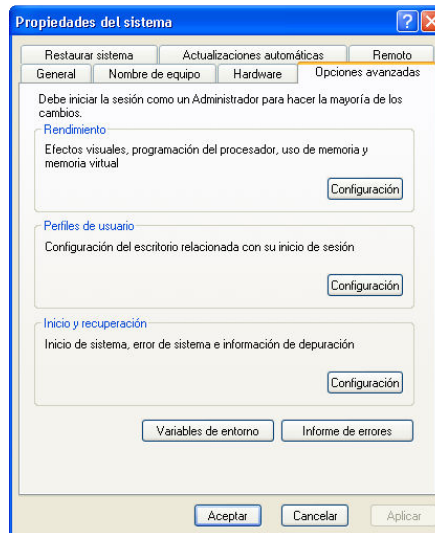 Propiedades del sistema
Restaurar sistema Actualizaciones automáticas Remoto
General Nombre de equipo Hardware Opciones avanzadas
Debe iniciar la sesión como un Administrador para hacer la mayoría de los
cambios.
Rendimiento
Efectos visuales, programación del procesador, uso de memoria y
memoria virtual
Configuración
Perfiles de usuario
Configuración del escritorio relacionada con su inicio de sesión
Configuración
Inicio y recuperación
Inicio de sistema, error de sistema e información de depuración
Configuración
Variables de entorno Informe de errores
Aceptar Cancelar Aplicar